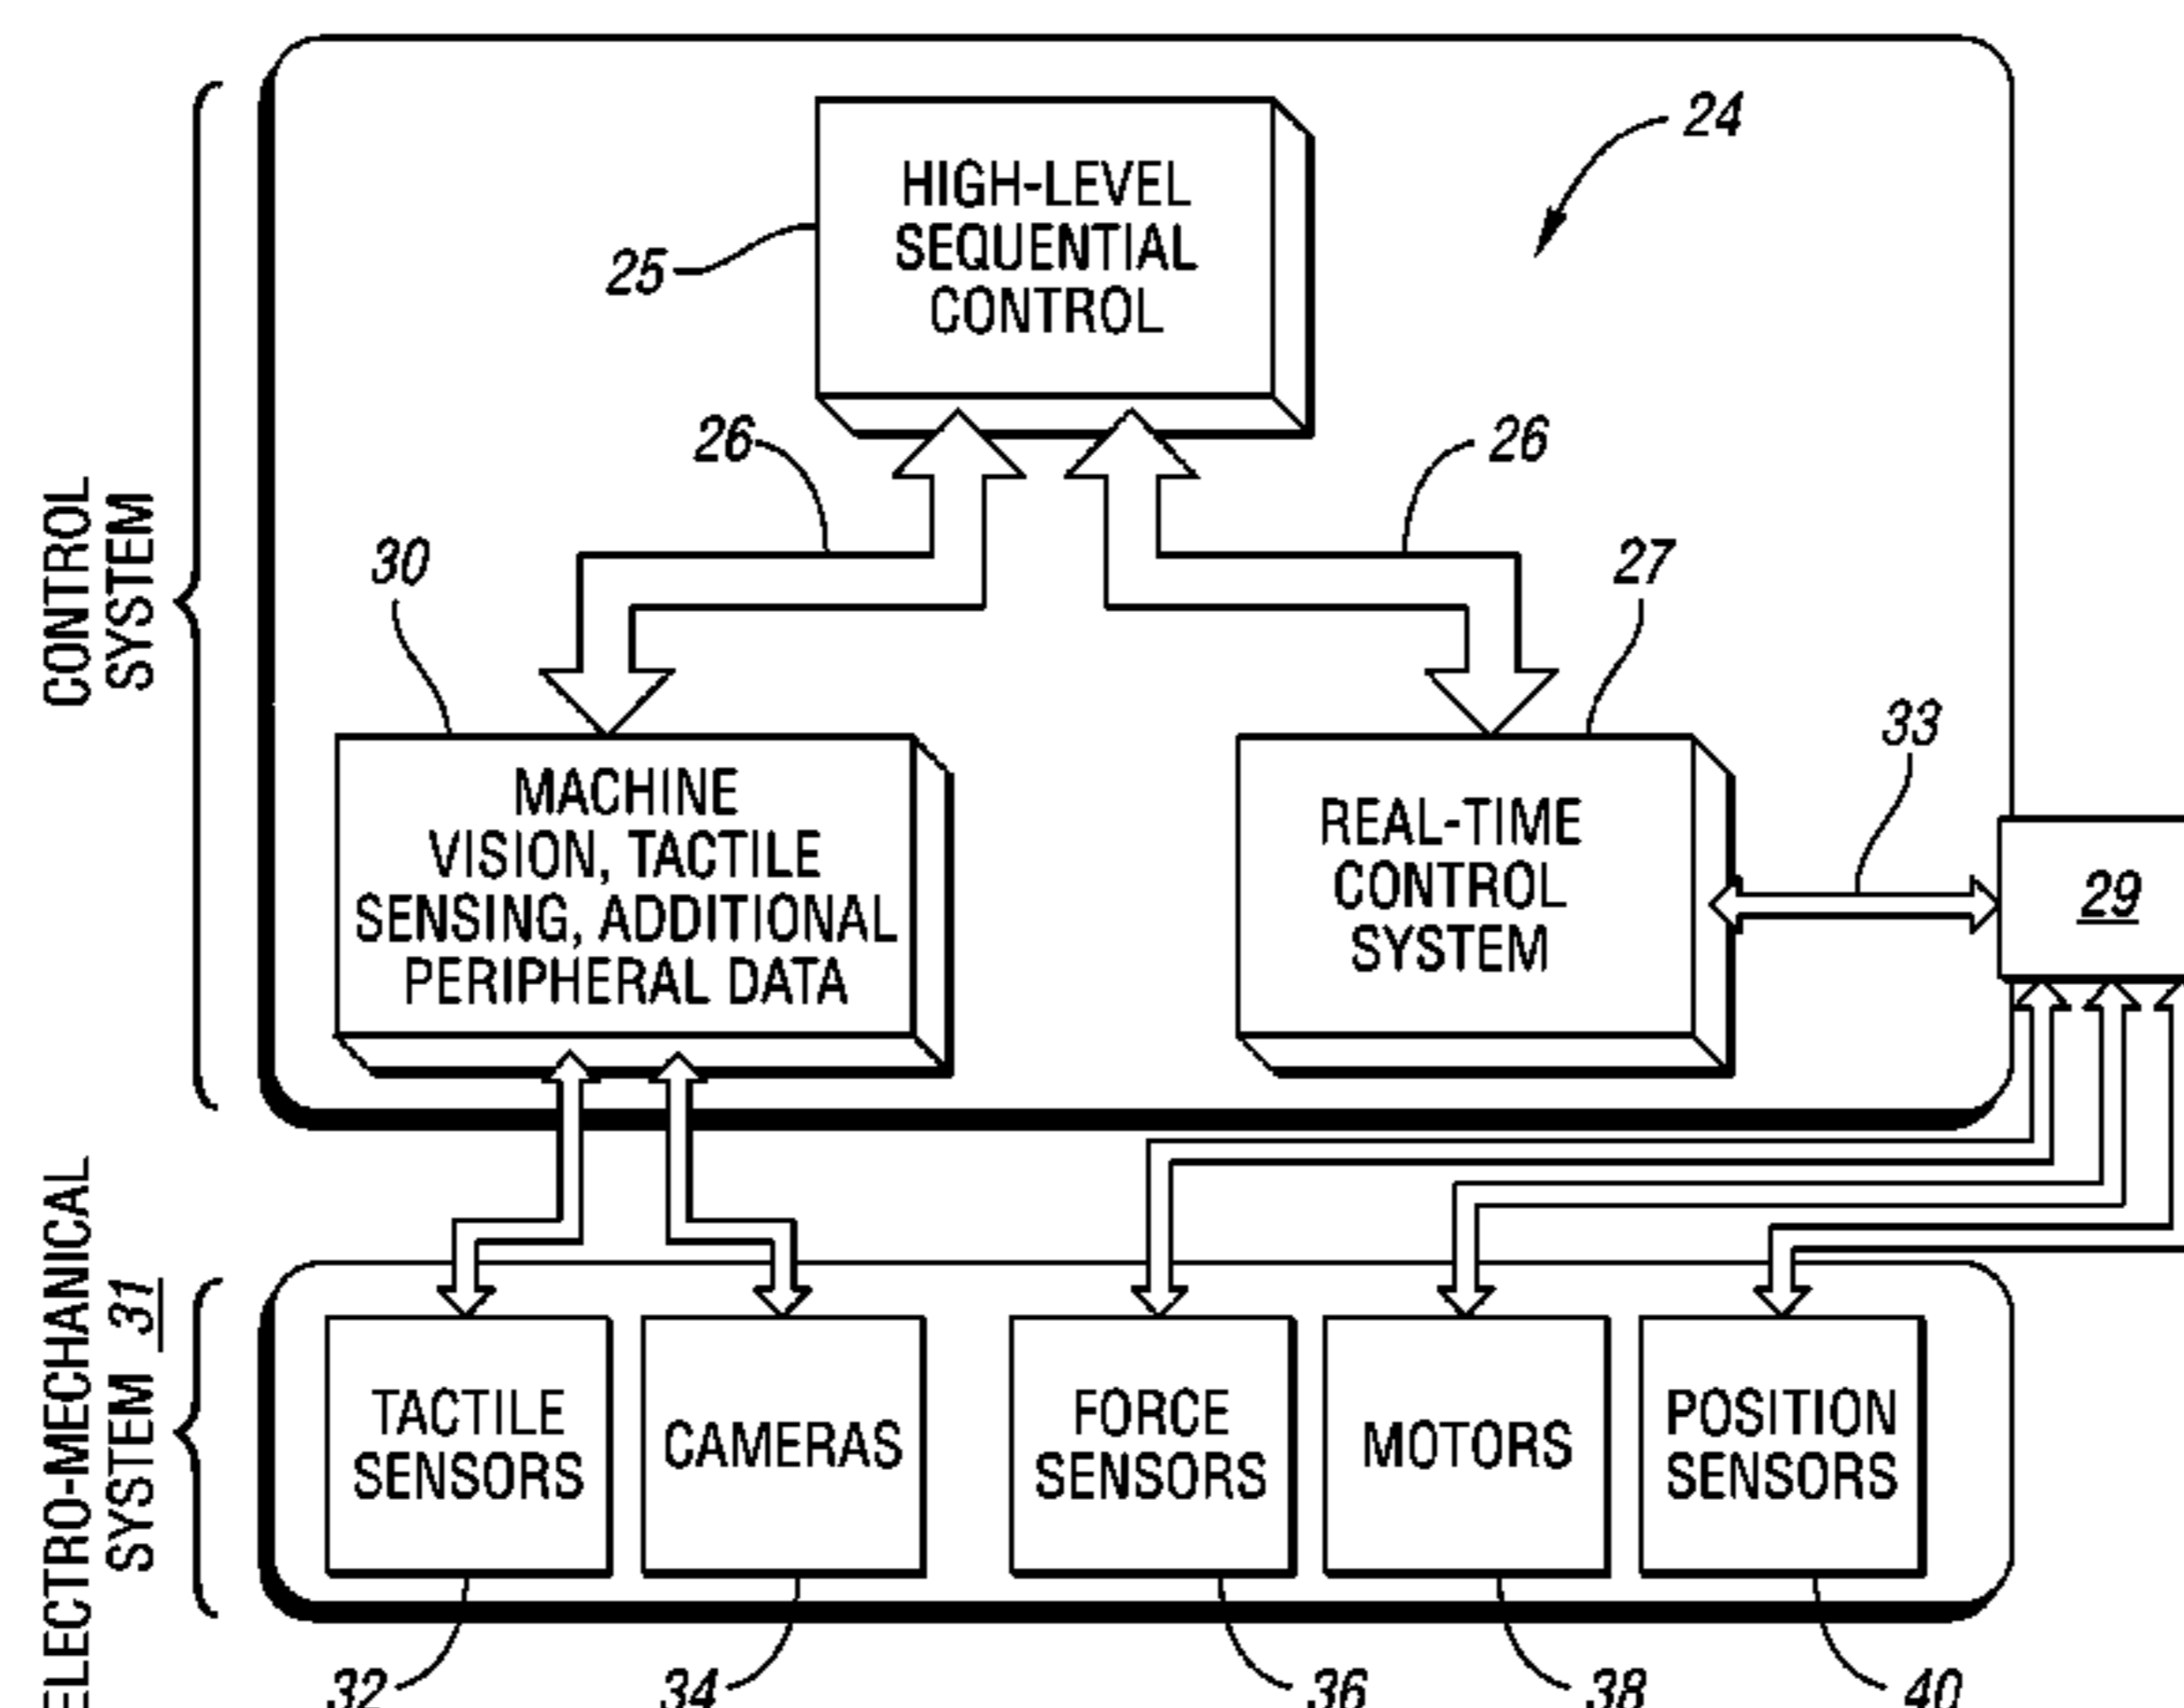 24
HIGH-LEVEL
SEQUENTIAL
CONTROL
25
26
26
CONTROL
SYSTEM
30
27
33
MACHINE
VISION, TACTILE
SENSING, ADDITIONAL
PERIPHERAL DATA
REAL-TIME
CONTROL
SYSTEM
29
ELECTRO-MECHANICAL
SYSTEM 31
TACTILE
SENSORS
CAMERAS
FORCE
SENSORS
MOTORS
POSITION
SENSORS
32
34
36
38
40